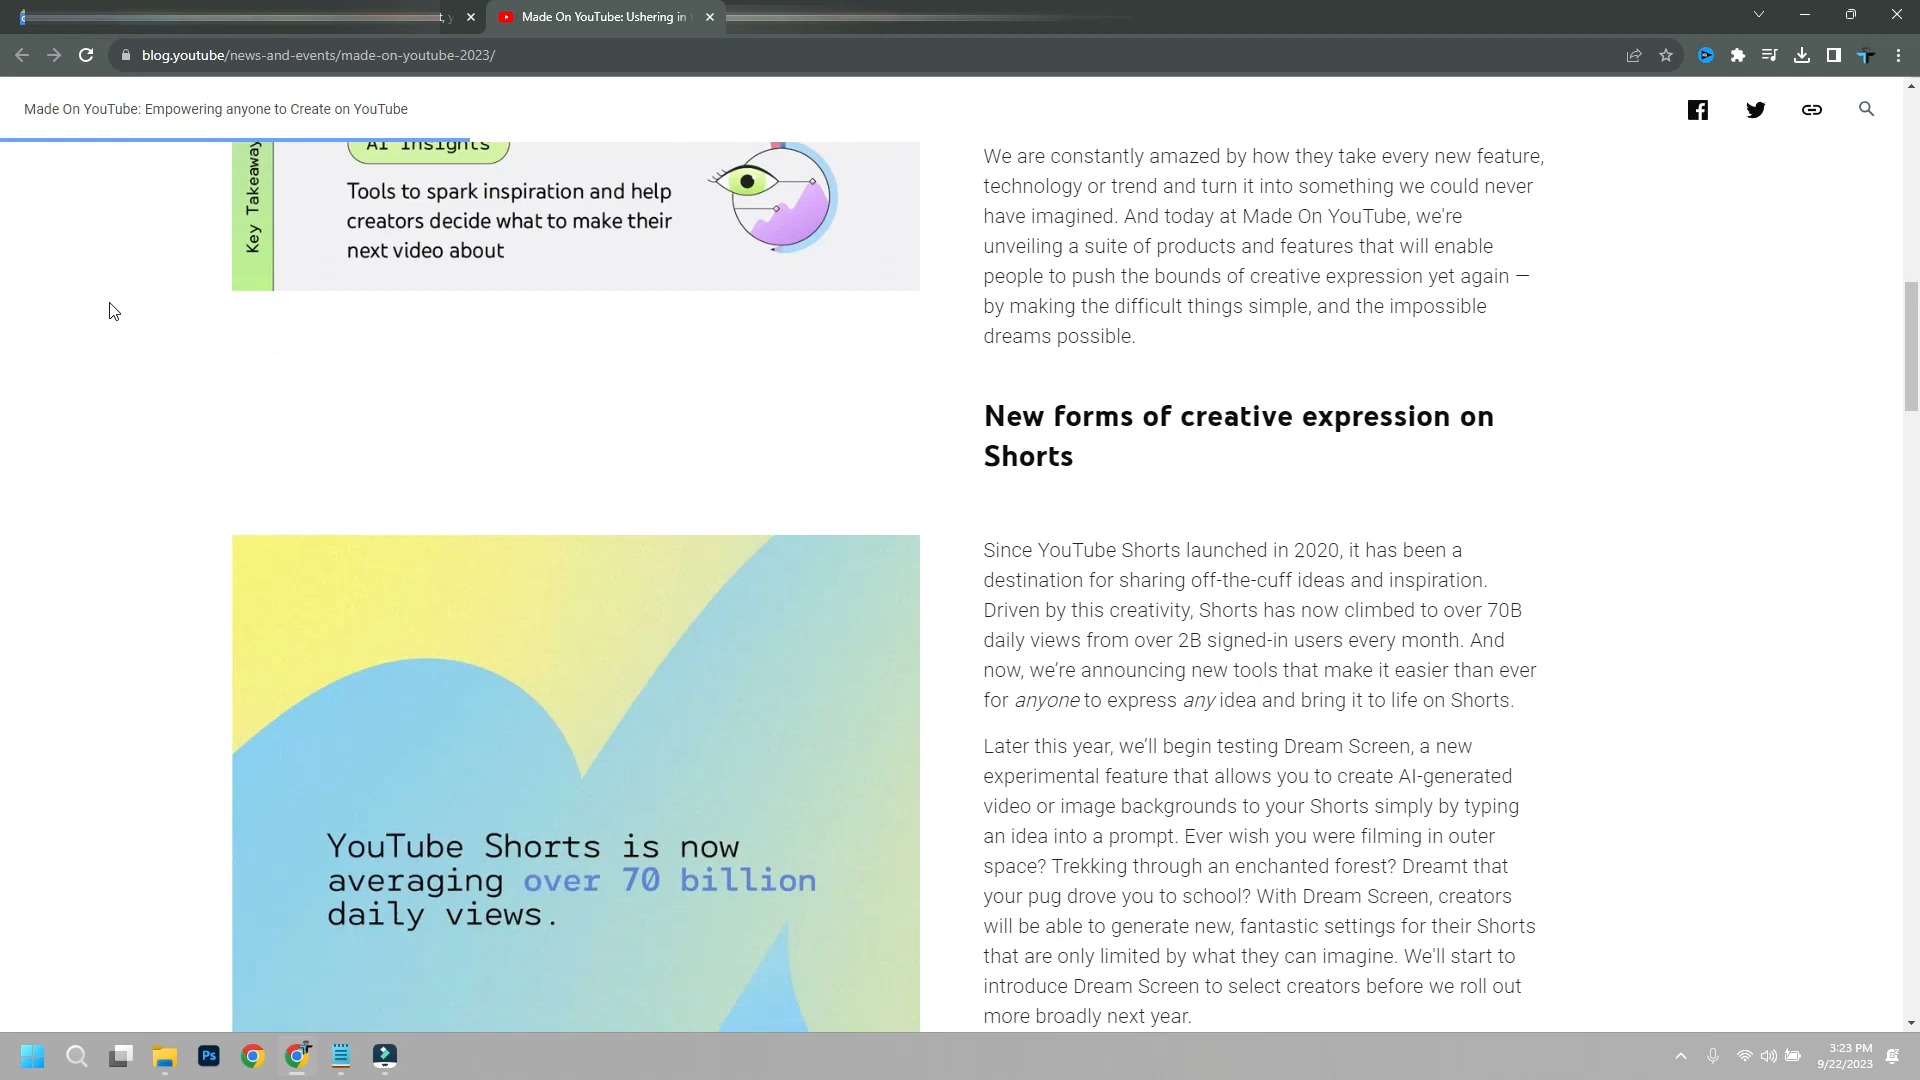 Made On YouTube: Ushering in
blog.youtube/news-and-events/made-on-youtube-2023/
Made On YouTube: Empowering anyone to Create on YouTube
Key Takeaway
AI Insights
Tools to spark inspiration and help
creators decide what to make their
next video about
We are constantly amazed by how they take every new feature,
technology or trend and turn it into something we could never
have imagined. And today at Made On YouTube, we're
unveiling a suite of products and features that will enable
people to push the bounds of creative expression yet again —
by making the difficult things simple, and the impossible
dreams possible.
New forms of creative expression on
Shorts
YouTube Shorts is now
averaging over 70 billion
daily views.
Since YouTube Shorts launched in 2020, it has been a
destination for sharing off-the-cuff ideas and inspiration.
Driven by this creativity, Shorts has now climbed to over 70B
daily views from over 2B signed-in users every month. And
now, we’re announcing new tools that make it easier than ever
for anyone to express any idea and bring it to life on Shorts.
Later this year, we’ll begin testing Dream Screen, a new
experimental feature that allows you to create AI-generated
video or image backgrounds to your Shorts simply by typing
an idea into a prompt. Ever wish you were filming in outer
space? Trekking through an enchanted forest? Dreamt that
your pug drove you to school? With Dream Screen, creators
will be able to generate new, fantastic settings for their Shorts
that are only limited by what they can imagine. We'll start to
introduce Dream Screen to select creators before we roll out
more broadly next year.
Ps
3:23 PM
9/22/2023